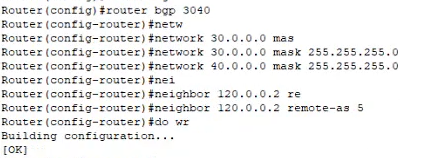 Router(config)#router bgp 3040
Router(config-router)#netw
Router(config-router)#network 30.0.0.0 mas
Router(config-router)#network 30.0.0.0 mask 255.255.255.0
Router(config-router)#network 40.0.0.0 mask 255.255.255.0
Router(config-router)#nei
Router(config-router)#neighbor 120.0.0.2 re
Router(config-router)#neighbor 120.0.0.2 remote-as 5
Router(config-router)#do wr
Building configuration...
[OK]